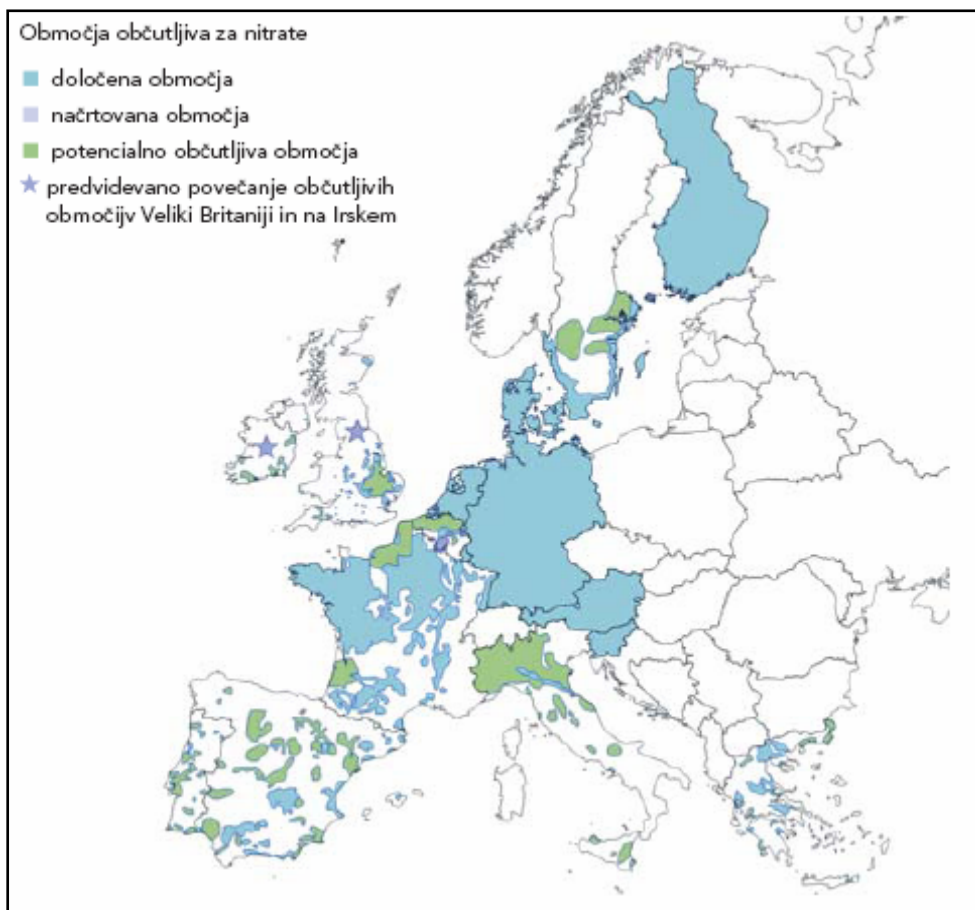 Območja občutljiva za nitrate
določena območja
načrtovana območja
potencialno občutljiva območja
predvidevano povečanje občutljivih
območijv Veliki Britaniji in na Irskem